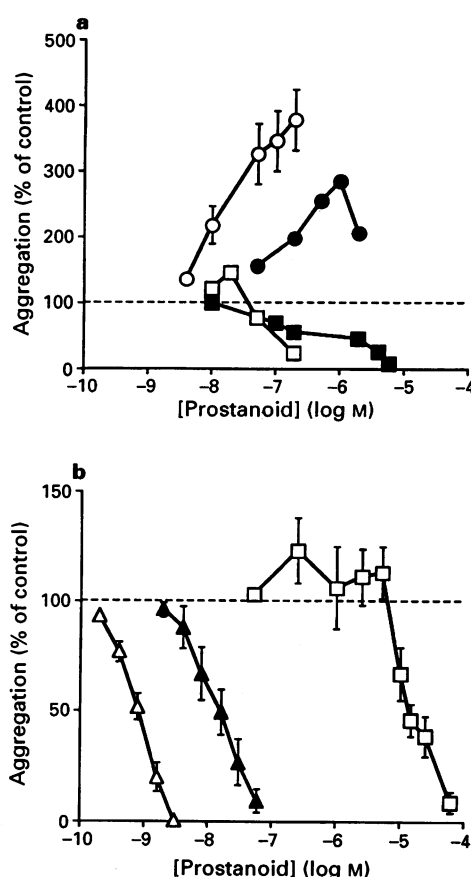 a
500
400
300
200
100
0
Aggregation (% of control)
–10 –9 –8 –7 –6 –5 –4
[Prostanoid] (log M)
b
150
100
50
0
Aggregation (% of control)
–10 –9 –8 –7 –6 –5 –4
[Prostanoid] (log M)